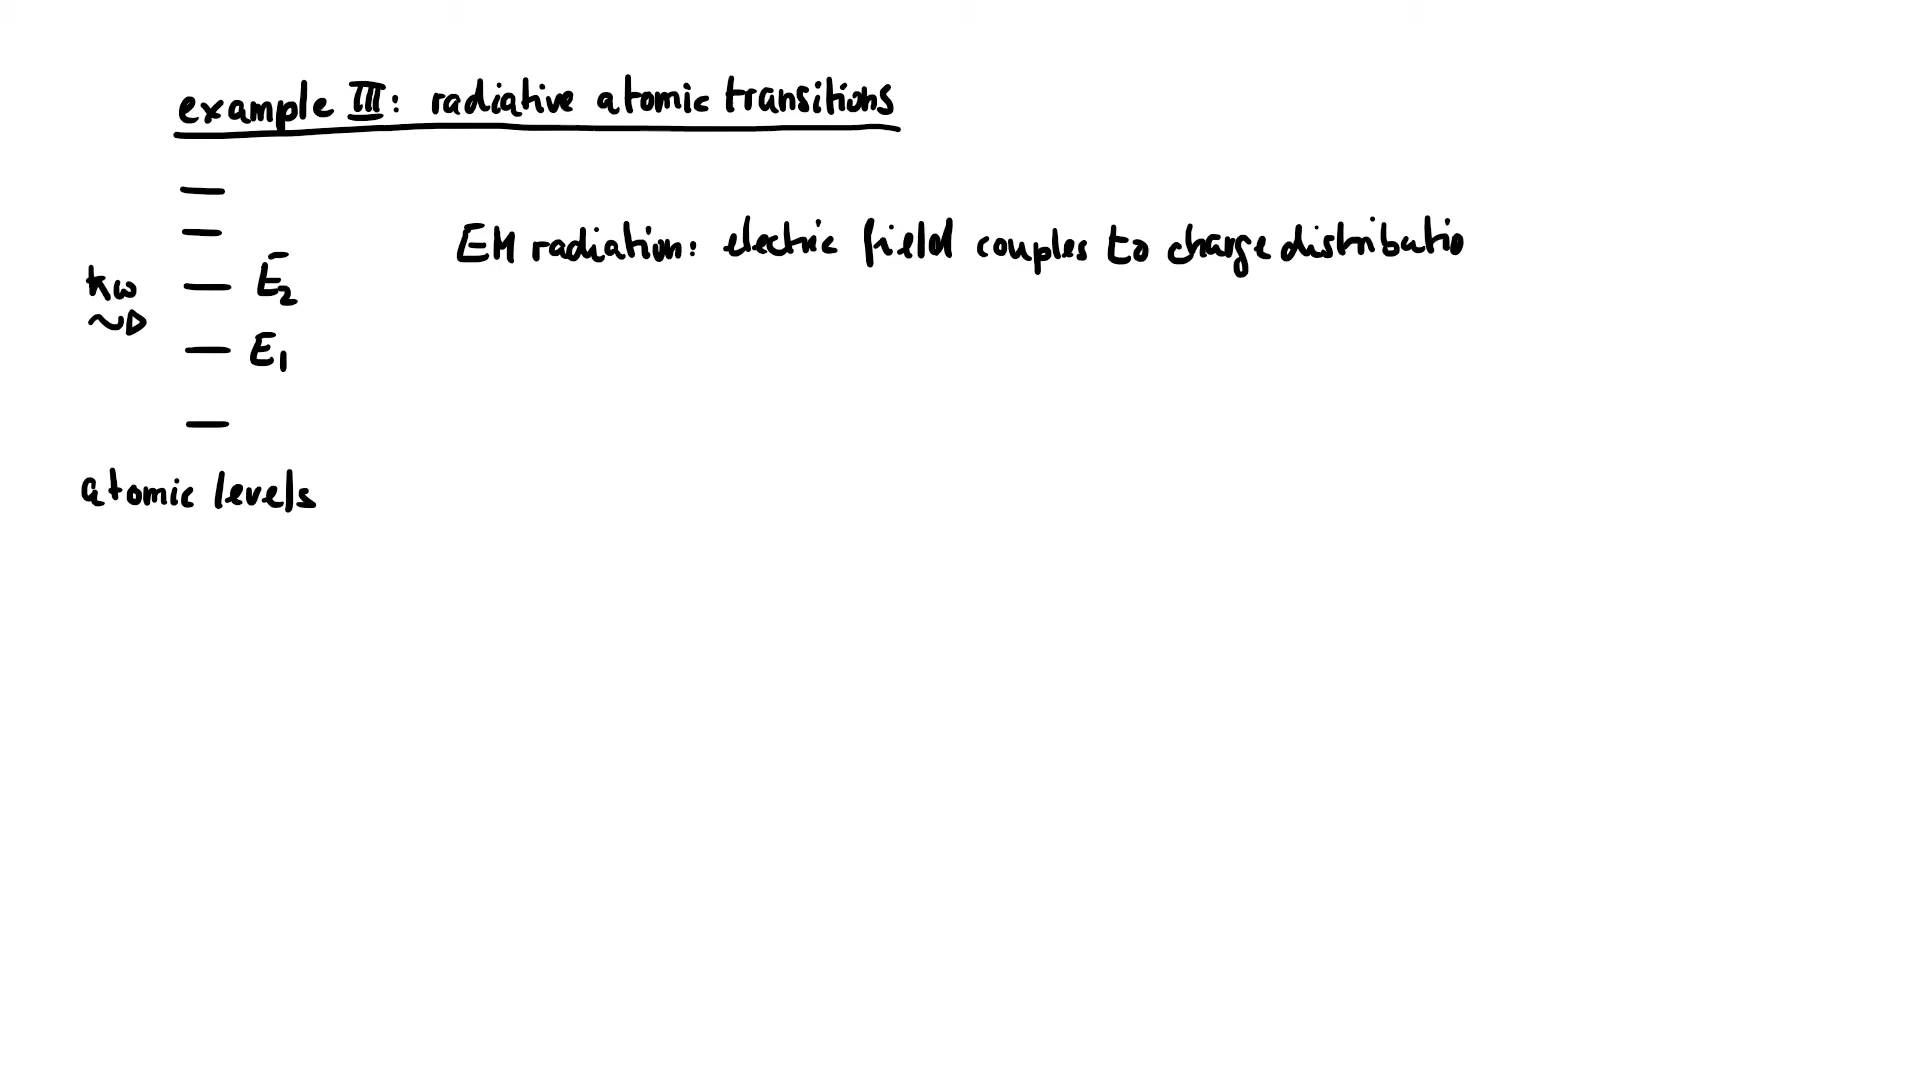 example III: radiative atomic transitions
EM radiation: electric field couples to charge distributio
ħω
E₂
E₁
atomic levels